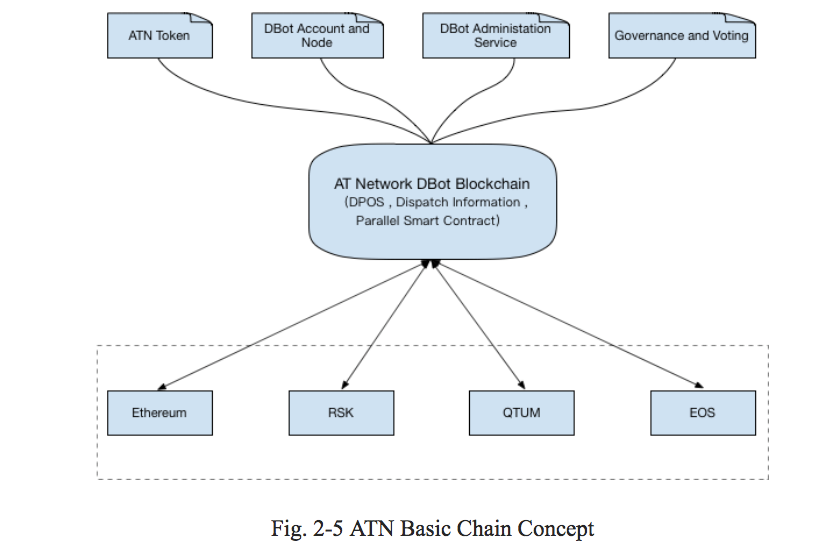 ATN Token
DBot Account and
Node
DBot Administation
Service
Governance and Voting
AT Network DBot Blockchain
(DPOS , Dispatch Information ,
Parallel Smart Contract)
Ethereum
RSK
QTUM
EOS
Fig. 2-5 ATN Basic Chain Concept